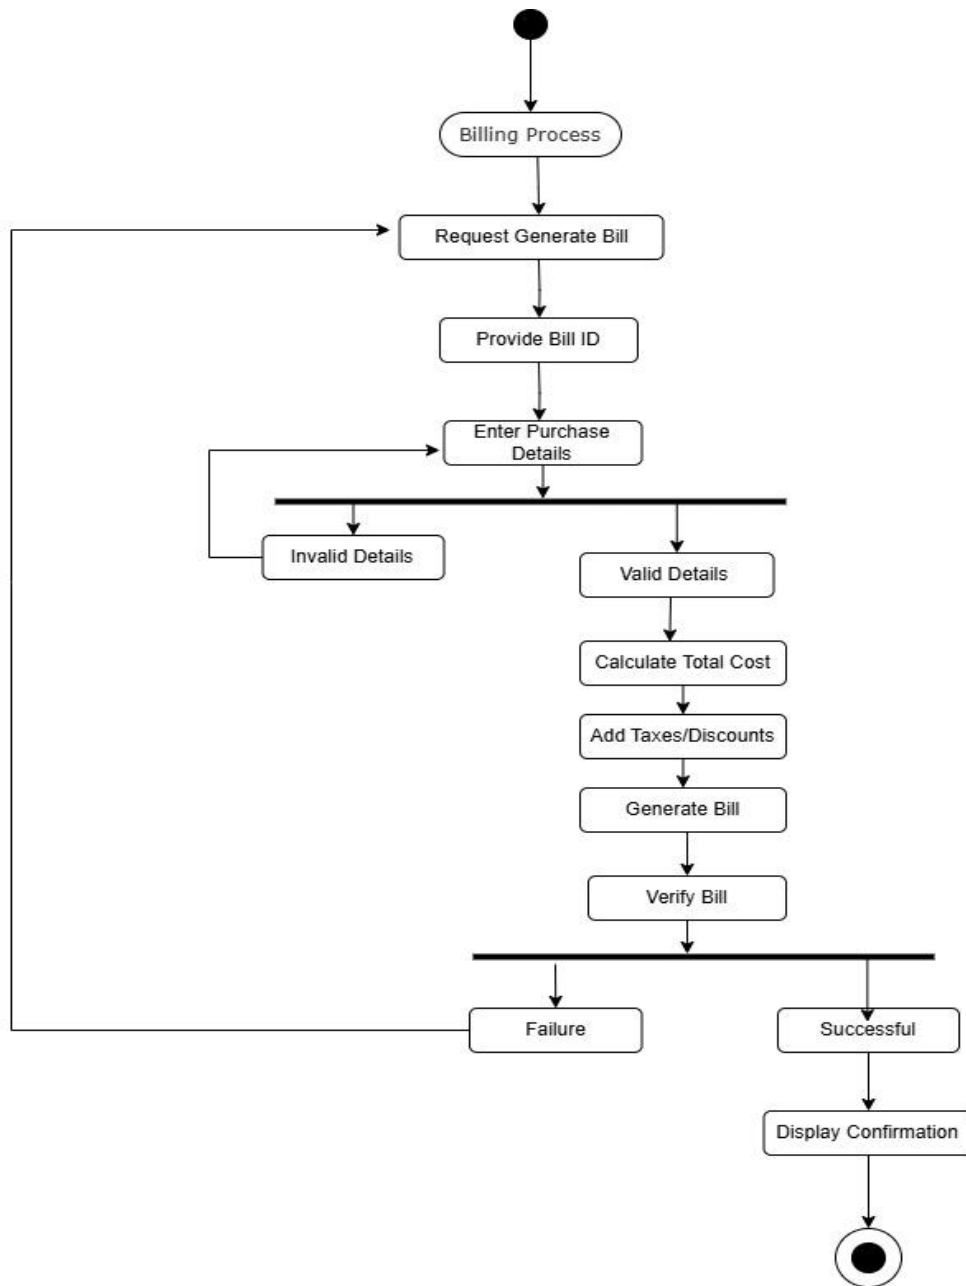 Billing Process
Request Generate Bill
Provide Bill ID
Enter Purchase
Details
Invalid Details
Valid Details
Calculate Total Cost
Add Taxes/Discounts
Generate Bill
Verify Bill
Failure
Successful
Display Confirmation